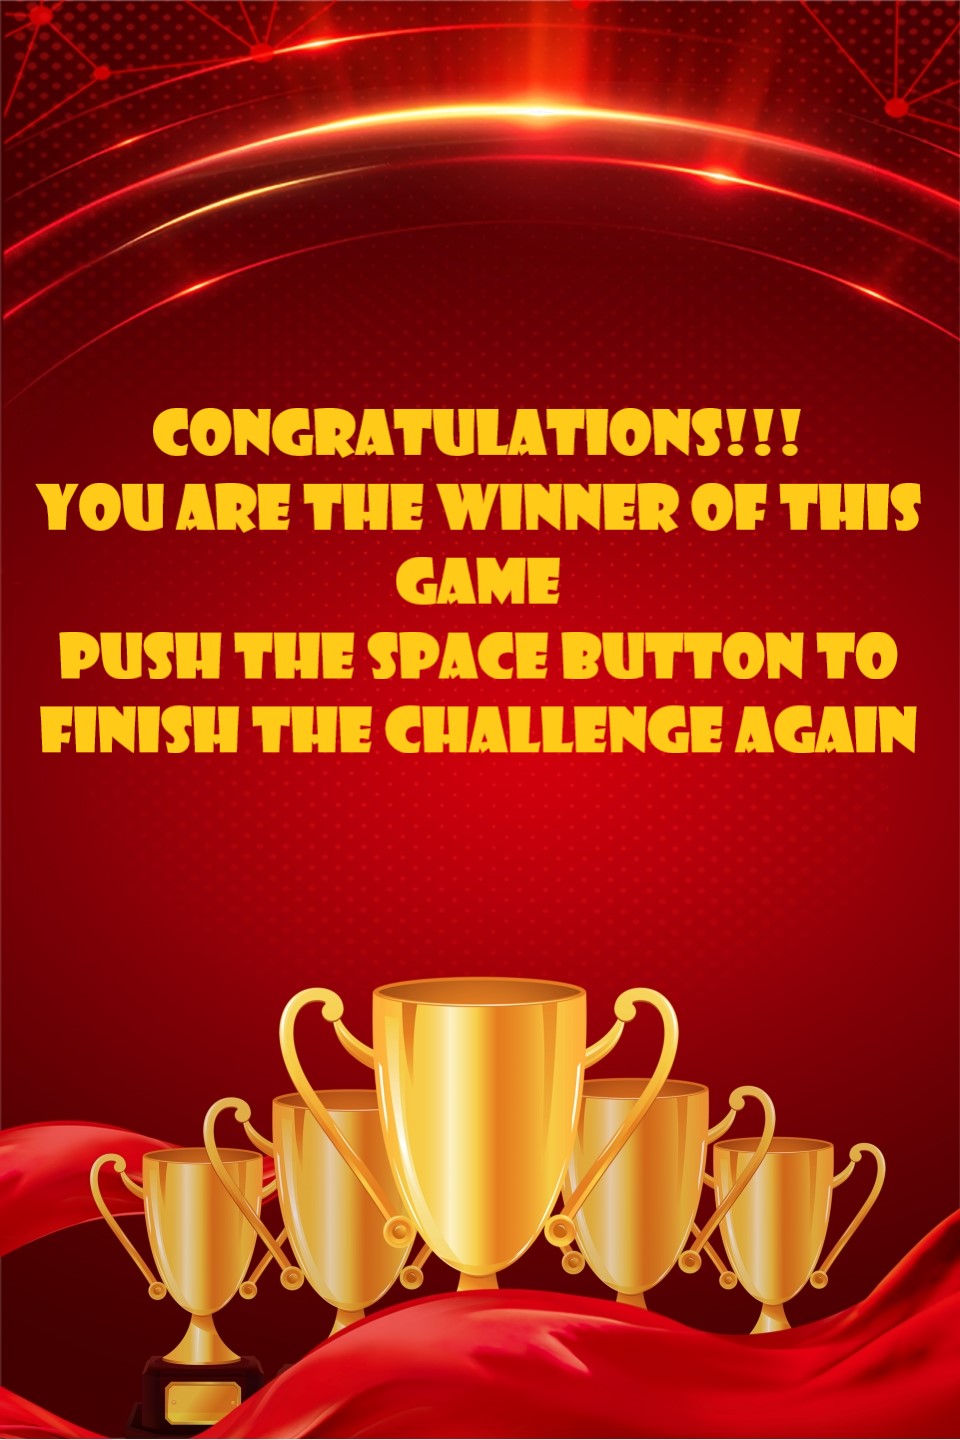 CONGRATULATIONS!!!
YOU ARE THE WINNER OF THIS
GAME
PUSH THE SPACE BUTTON TO
FINISH THE CHALLENGE AGAIN